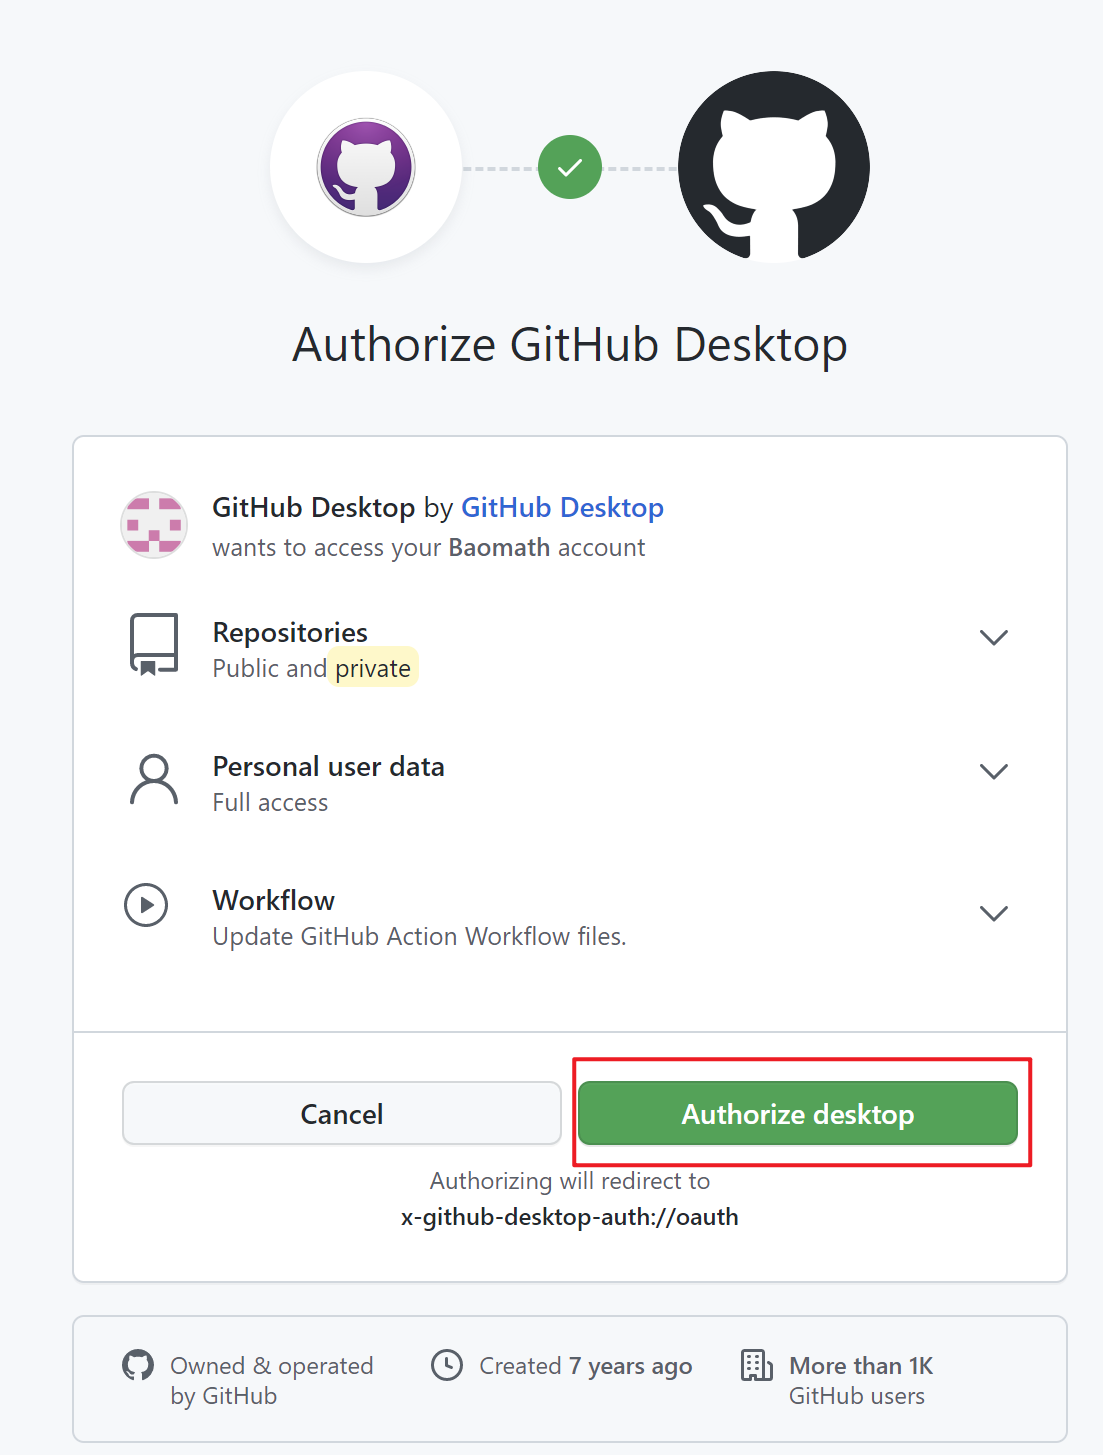 Authorize GitHub Desktop
GitHub Desktop by GitHub Desktop
wants to access your Baomath account
Repositories
Public and private
Personal user data
Full access
Workflow
Update GitHub Action Workflow files.
Cancel
Authorize desktop
Authorizing will redirect to
x-github-desktop-auth://oauth
Owned & operated
by GitHub
Created 7 years ago
More than 1K
GitHub users